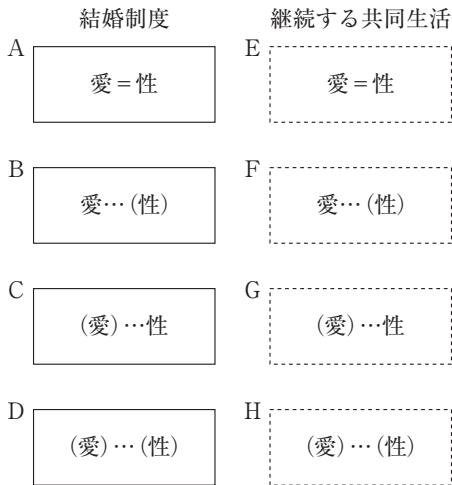 結婚制度 継続する共同生活
A 愛＝性 E 愛＝性
B 愛…(性) F 愛…(性)
C (愛)…性 G (愛)…性
D (愛)…(性) H (愛)…(性)